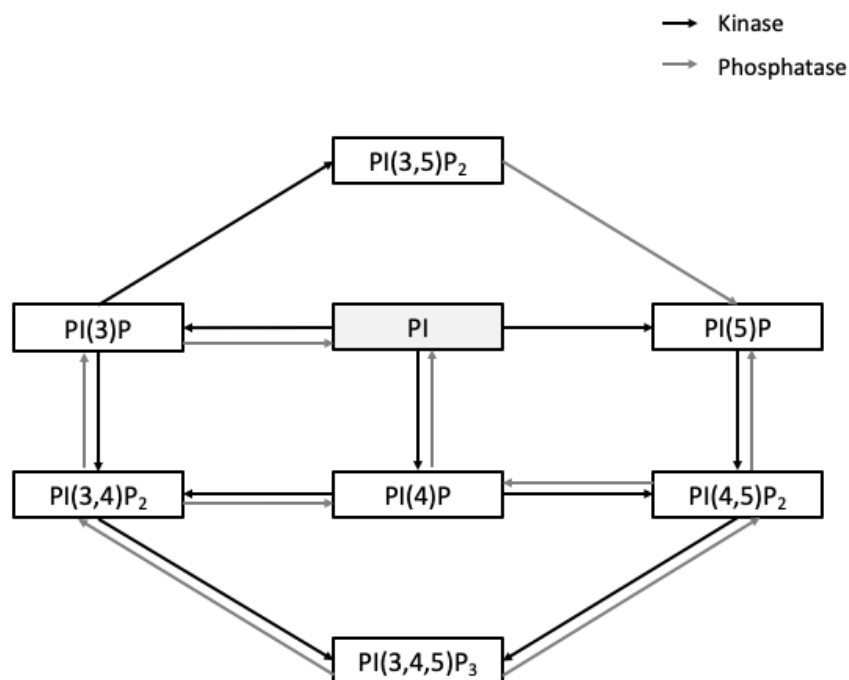 Kinase
Phosphatase
PI(3,5)P₂
PI(3)P
PI
PI(5)P
PI(3,4)P₂
PI(4)P
PI(4,5)P₂
PI(3,4,5)P₃